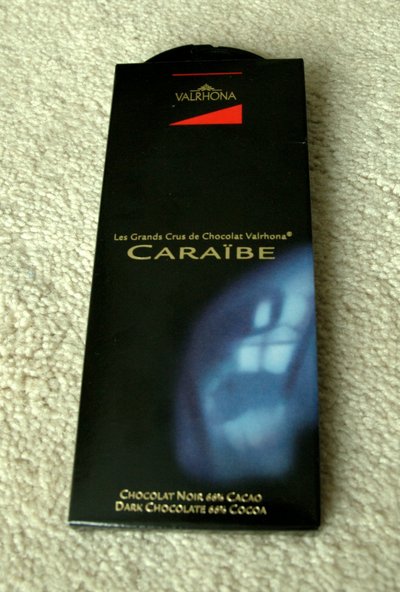 VALRHONA
Les Grands Crus de Chocolat Valrhona®
CARAÏBE
CHOCOLAT NOIR 66% CACAO
DARK CHOCOLATE 66% COCOA